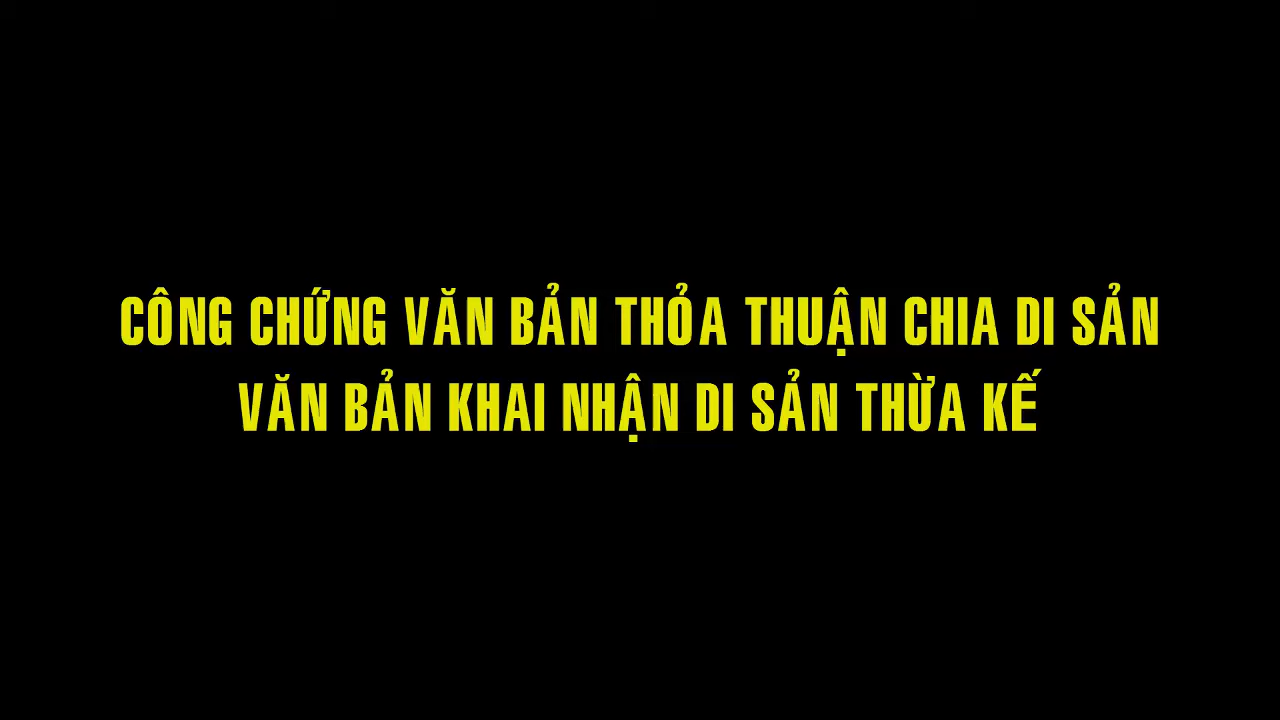 CÔNG CHỨNG VĂN BẢN THỎA THUẬN CHIA DI SẢN
VĂN BẢN KHAI NHẬN DI SẢN THỪA KẾ